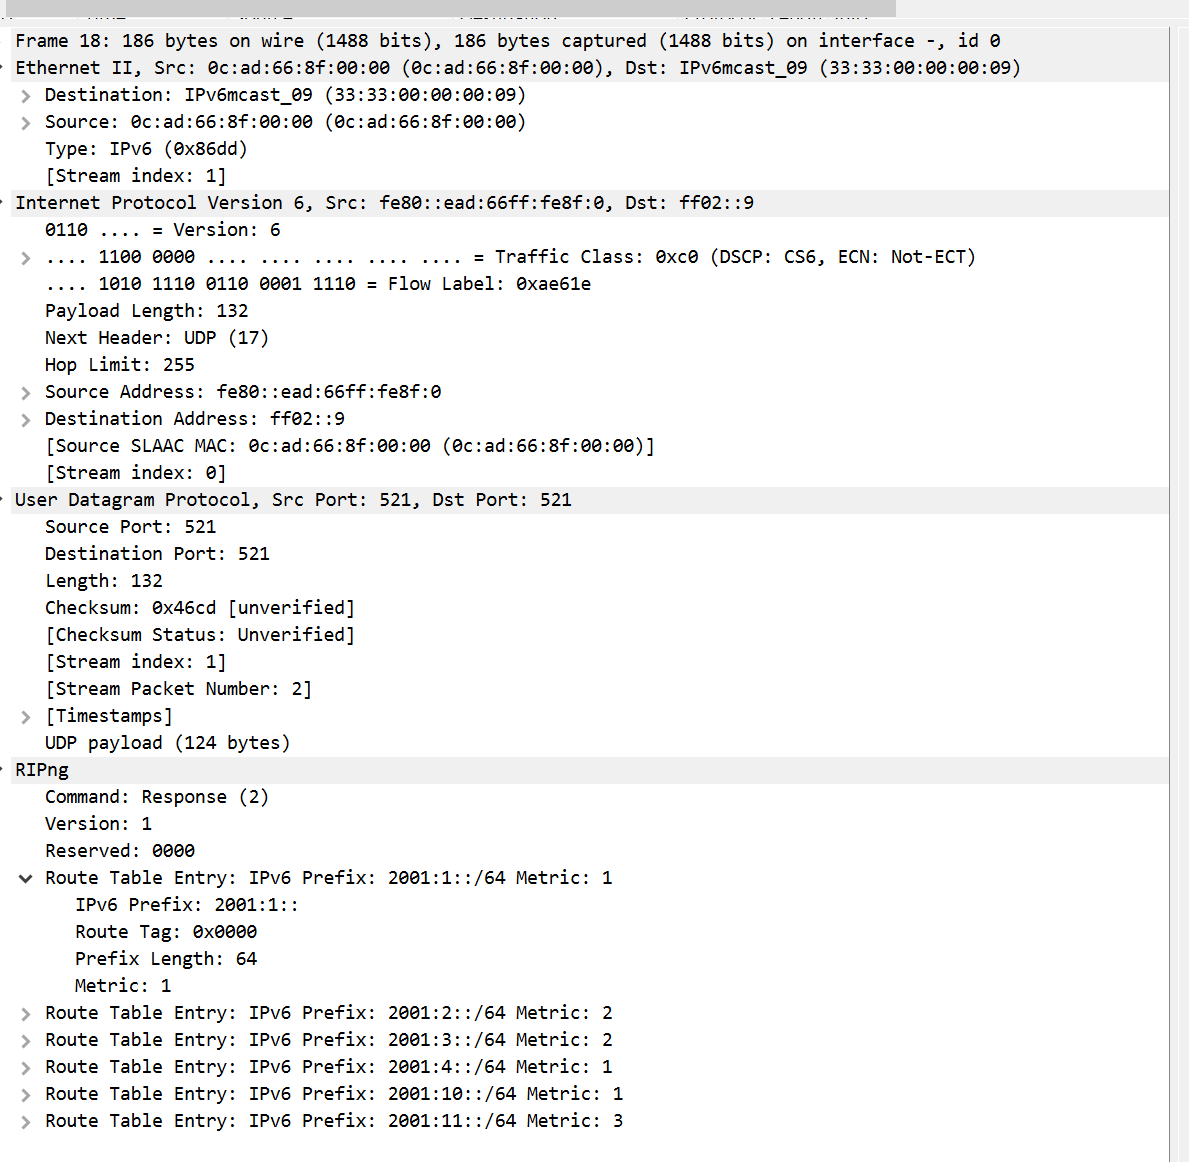 Frame 18: 186 bytes on wire (1488 bits), 186 bytes captured (1488 bits) on interface -, id 0
Ethernet II, Src: 0c:ad:66:8f:00:00 (0c:ad:66:8f:00:00), Dst: IPv6mcast_09 (33:33:00:00:00:09)
Destination: IPv6mcast_09 (33:33:00:00:00:09)
Source: 0c:ad:66:8f:00:00 (0c:ad:66:8f:00:00)
Type: IPv6 (0x86dd)
[Stream index: 1]
Internet Protocol Version 6, Src: fe80::ead:66ff:fe8f:0, Dst: ff02::9
0110 .... = Version: 6
.... 1100 0000 .... .... .... .... .... = Traffic Class: 0xc0 (DSCP: CS6, ECN: Not-ECT)
.... 1010 1110 0110 0001 1110 = Flow Label: 0xae61e
Payload Length: 132
Next Header: UDP (17)
Hop Limit: 255
Source Address: fe80::ead:66ff:fe8f:0
Destination Address: ff02::9
[Source SLAAC MAC: 0c:ad:66:8f:00:00 (0c:ad:66:8f:00:00)]
[Stream index: 0]
User Datagram Protocol, Src Port: 521, Dst Port: 521
Source Port: 521
Destination Port: 521
Length: 132
Checksum: 0x46cd [unverified]
[Checksum Status: Unverified]
[Stream index: 1]
[Stream Packet Number: 2]
[Timestamps]
UDP payload (124 bytes)
RIPng
Command: Response (2)
Version: 1
Reserved: 0000
Route Table Entry: IPv6 Prefix: 2001:1::/64 Metric: 1
IPv6 Prefix: 2001:1::
Route Tag: 0x0000
Prefix Length: 64
Metric: 1
Route Table Entry: IPv6 Prefix: 2001:2::/64 Metric: 2
Route Table Entry: IPv6 Prefix: 2001:3::/64 Metric: 2
Route Table Entry: IPv6 Prefix: 2001:4::/64 Metric: 1
Route Table Entry: IPv6 Prefix: 2001:10::/64 Metric: 1
Route Table Entry: IPv6 Prefix: 2001:11::/64 Metric: 3